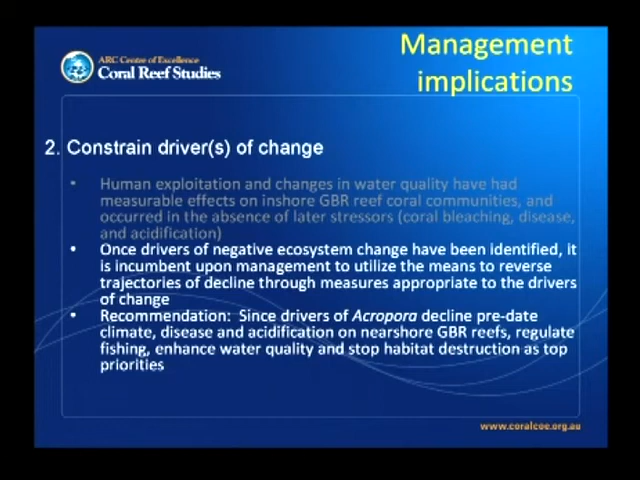 Management
implications
ARC Centre of Excellence
Coral Reef Studies
2. Constrain driver(s) of change
• Human exploitation and changes in water quality have had
measurable effects on inshore GBR reef coral communities, and
occurred in the absence of later stressors (coral bleaching, disease,
and acidification)
• Once drivers of negative ecosystem change have been identified, it
is incumbent upon management to utilize the means to reverse
trajectories of decline through measures appropriate to the drivers
of change
• Recommendation: Since drivers of Acropora decline pre-date
climate, disease and acidification on nearshore GBR reefs, regulate
fishing, enhance water quality and stop habitat destruction as top
priorities
www.coralcoe.org.au